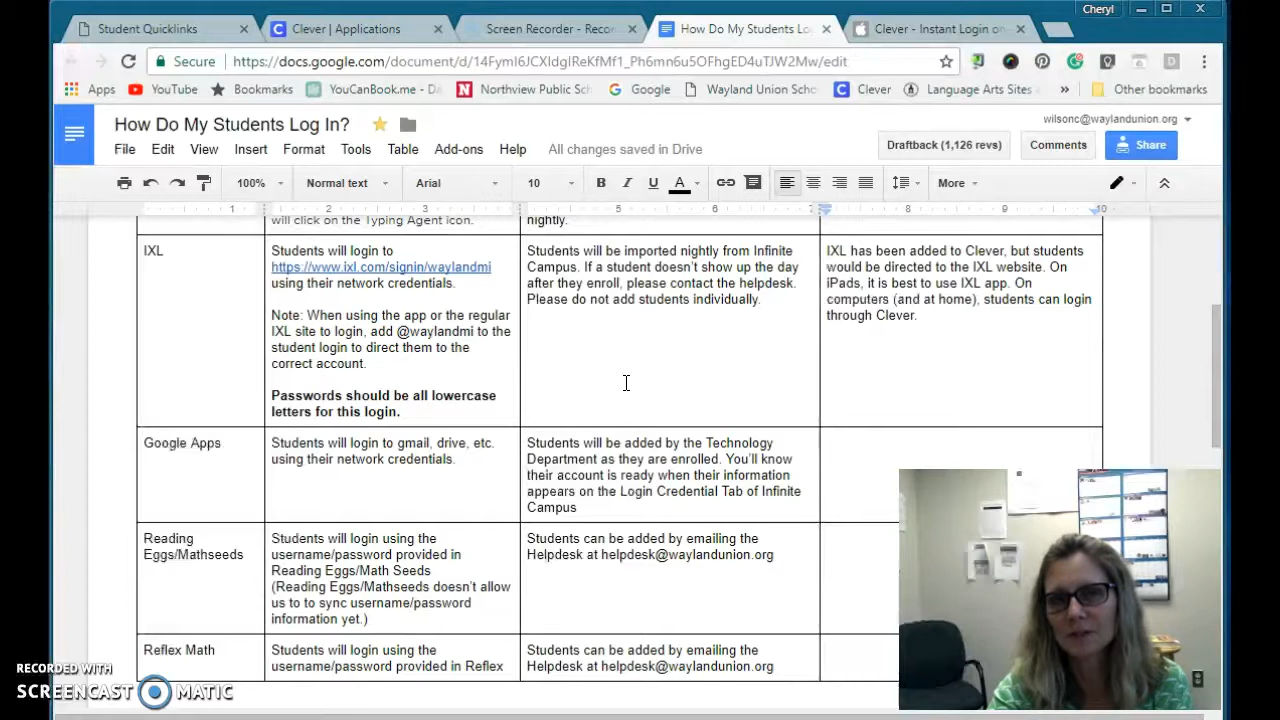 Cheryl
Student Quicklinks
Clever | Applications
Screen Recorder - Reco
How Do My Students Lo
Clever - Instant Login on
Secure
https://docs.google.com/document/d/14FymI6JCXIdgIReKfMf1_Ph6mn6u5OFhgED4uTJW2Mw/edit
Apps
YouTube
Bookmarks
YouCanBook.me - Da
Northview Public Sch
Google
Wayland Union Scho
Clever
Language Arts Sites
Other bookmarks
How Do My Students Log In?
wilsonc@waylandunion.org
File Edit View Insert Format Tools Table Add-ons Help All changes saved in Drive
Draftback (1,126 revs)
Comments
Share
100% Normal text Arial 10 B I U A More
1 2 3 5 6 7 8 9 10
will click on the Typing Agent icon.
nightly.
IXL
Students will login to
https://www.ixl.com/signin/waylandmi
using their network credentials.
Note: When using the app or the regular
IXL site to login, add @waylandmi to the
student login to direct them to the
correct account.
Passwords should be all lowercase
letters for this login.
Students will be imported nightly from Infinite
Campus. If a student doesn't show up the day
after they enroll, please contact the helpdesk.
Please do not add students individually.
IXL has been added to Clever, but students
would be directed to the IXL website. On
iPads, it is best to use IXL app. On
computers (and at home), students can login
through Clever.
Google Apps
Students will login to gmail, drive, etc.
using their network credentials.
Students will be added by the Technology
Department as they are enrolled. You'll know
their account is ready when their information
appears on the Login Credential Tab of Infinite
Campus
Reading
Eggs/Mathseeds
Students will login using the
username/password provided in
Reading Eggs/Math Seeds
(Reading Eggs/Mathseeds doesn't allow
us to to sync username/password
information yet.)
Students can be added by emailing the
Helpdesk at helpdesk@waylandunion.org
Reflex Math
Students will login using the
username/password provided in Reflex
Students can be added by emailing the
Helpdesk at helpdesk@waylandunion.org
RECORDED WITH
SCREENCAST MATIC